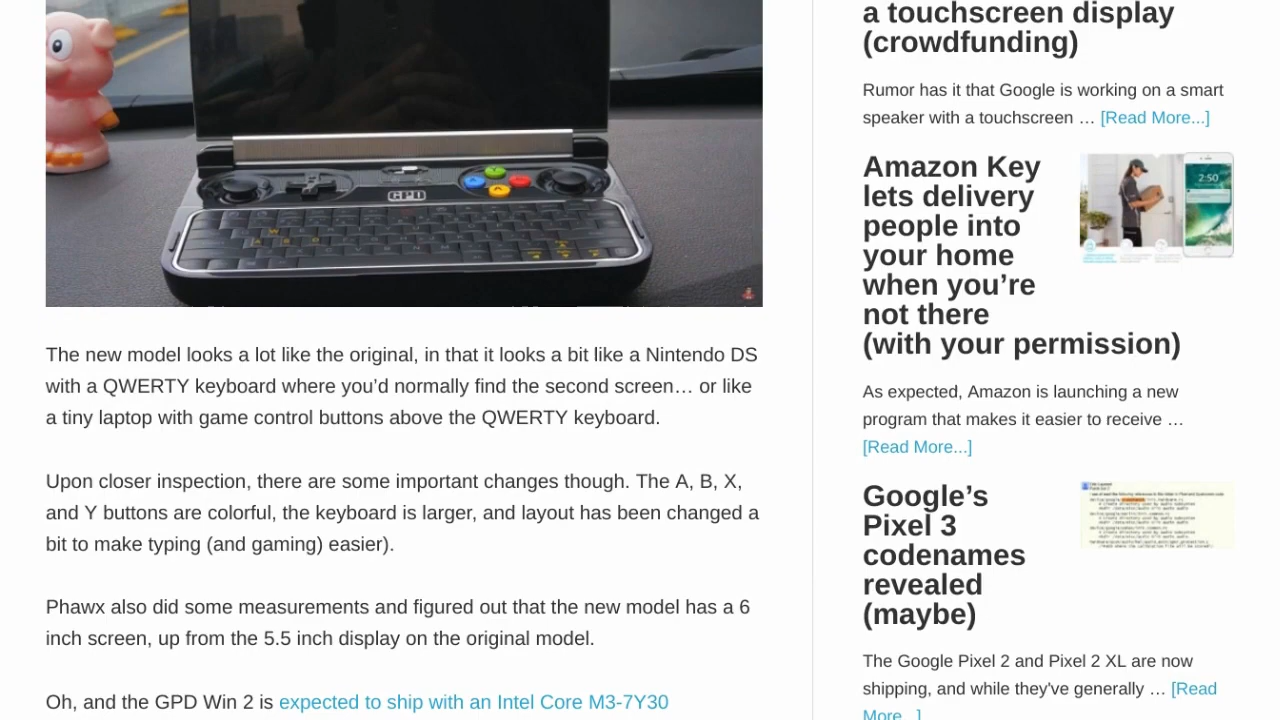 GPD
The new model looks a lot like the original, in that it looks a bit like a Nintendo DS
with a QWERTY keyboard where you’d normally find the second screen… or like
a tiny laptop with game control buttons above the QWERTY keyboard.
Upon closer inspection, there are some important changes though. The A, B, X,
and Y buttons are colorful, the keyboard is larger, and layout has been changed a
bit to make typing (and gaming) easier).
Phawx also did some measurements and figured out that the new model has a 6
inch screen, up from the 5.5 inch display on the original model.
Oh, and the GPD Win 2 is expected to ship with an Intel Core M3-7Y30
a touchscreen display
(crowdfunding)
Rumor has it that Google is working on a smart
speaker with a touchscreen … [Read More...]
Amazon Key
lets delivery
people into
your home
when you’re
not there
(with your permission)
2:50
As expected, Amazon is launching a new
program that makes it easier to receive …
[Read More...]
Google’s
Pixel 3
codenames
revealed
(maybe)
The Google Pixel 2 and Pixel 2 XL are now
shipping, and while they've generally … [Read
More...]